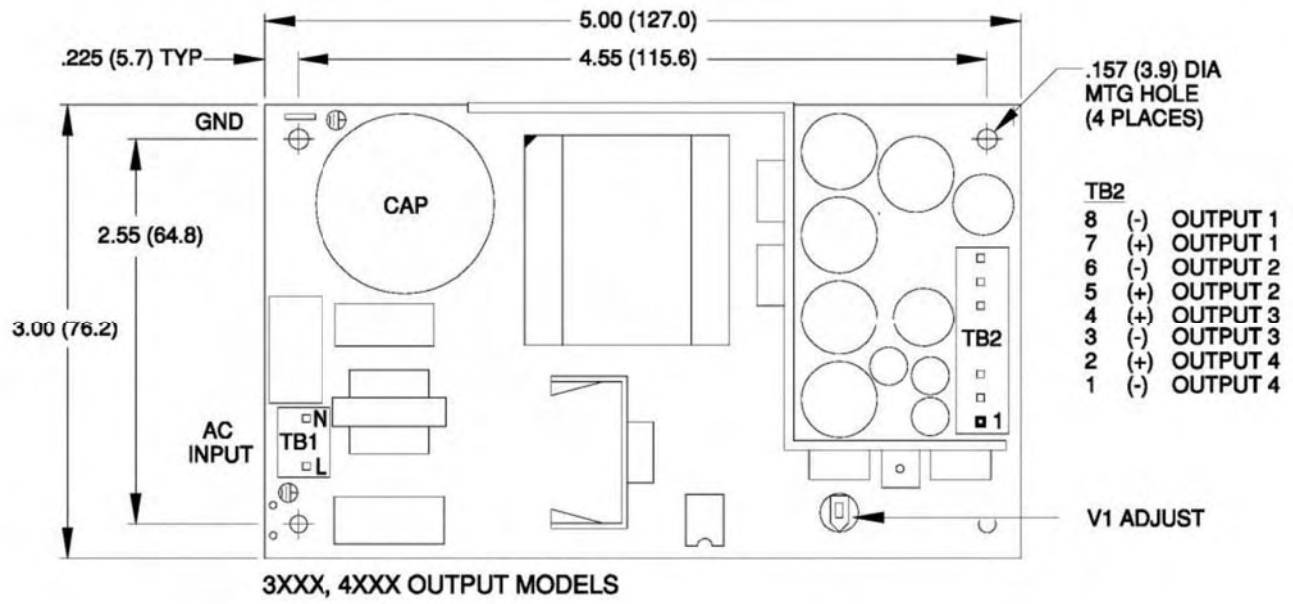 5.00 (127.0)
.225 (5.7) TYP
4.55 (115.6)
.157 (3.9) DIA
MTG HOLE
(4 PLACES)
GND
CAP
2.55 (64.8)
3.00 (76.2)
TB2
8 (-) OUTPUT 1
7 (+) OUTPUT 1
6 (-) OUTPUT 2
5 (+) OUTPUT 2
4 (+) OUTPUT 3
3 (-) OUTPUT 3
2 (+) OUTPUT 4
1 (-) OUTPUT 4
TB2
1
AC
INPUT
N
TB1
L
V1 ADJUST
3XXX, 4XXX OUTPUT MODELS